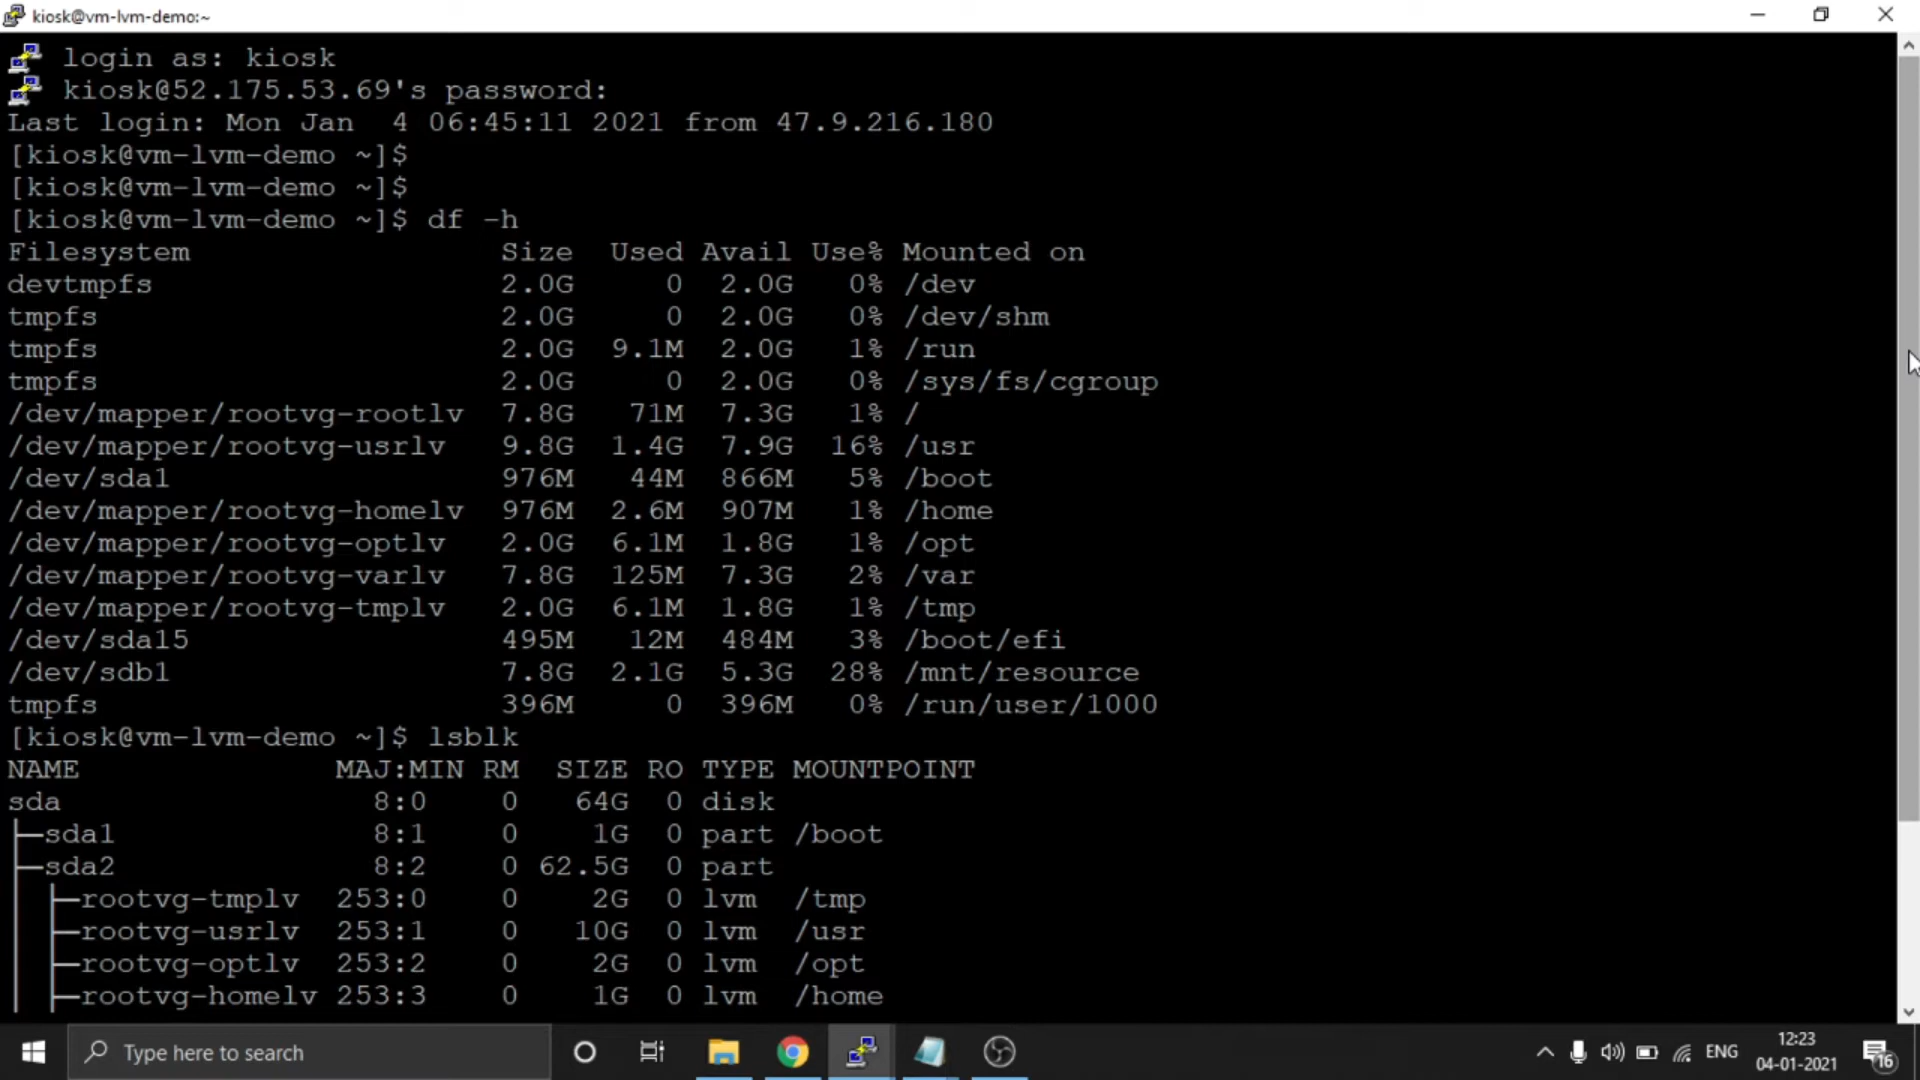 kiosk@vm-lvm-demo:~
login as: kiosk
kiosk@52.175.53.69's password:
Last login: Mon Jan  4 06:45:11 2021 from 47.9.216.180
[kiosk@vm-lvm-demo ~]$
[kiosk@vm-lvm-demo ~]$
[kiosk@vm-lvm-demo ~]$ df -h
Filesystem                 Size  Used Avail Use% Mounted on
devtmpfs                   2.0G     0  2.0G   0% /dev
tmpfs                      2.0G     0  2.0G   0% /dev/shm
tmpfs                      2.0G  9.1M  2.0G   1% /run
tmpfs                      2.0G     0  2.0G   0% /sys/fs/cgroup
/dev/mapper/rootvg-rootlv  7.8G   71M  7.3G   1% /
/dev/mapper/rootvg-usrlv   9.8G  1.4G  7.9G  16% /usr
/dev/sda1                  976M   44M  866M   5% /boot
/dev/mapper/rootvg-homelv  976M  2.6M  907M   1% /home
/dev/mapper/rootvg-optlv   2.0G  6.1M  1.8G   1% /opt
/dev/mapper/rootvg-varlv   7.8G  125M  7.3G   2% /var
/dev/mapper/rootvg-tmplv   2.0G  6.1M  1.8G   1% /tmp
/dev/sda15                 495M   12M  484M   3% /boot/efi
/dev/sdb1                  7.8G  2.1G  5.3G  28% /mnt/resource
tmpfs                      396M     0  396M   0% /run/user/1000
[kiosk@vm-lvm-demo ~]$ lsblk
NAME              MAJ:MIN RM  SIZE RO TYPE MOUNTPOINT
sda                 8:0    0   64G  0 disk
├─sda1              8:1    0    1G  0 part /boot
├─sda2              8:2    0 62.5G  0 part
│ ├─rootvg-tmplv  253:0    0    2G  0 lvm  /tmp
│ ├─rootvg-usrlv  253:1    0   10G  0 lvm  /usr
│ ├─rootvg-optlv  253:2    0    2G  0 lvm  /opt
│ ├─rootvg-homelv 253:3    0    1G  0 lvm  /home
Type here to search
ENG
12:23
04-01-2021
16